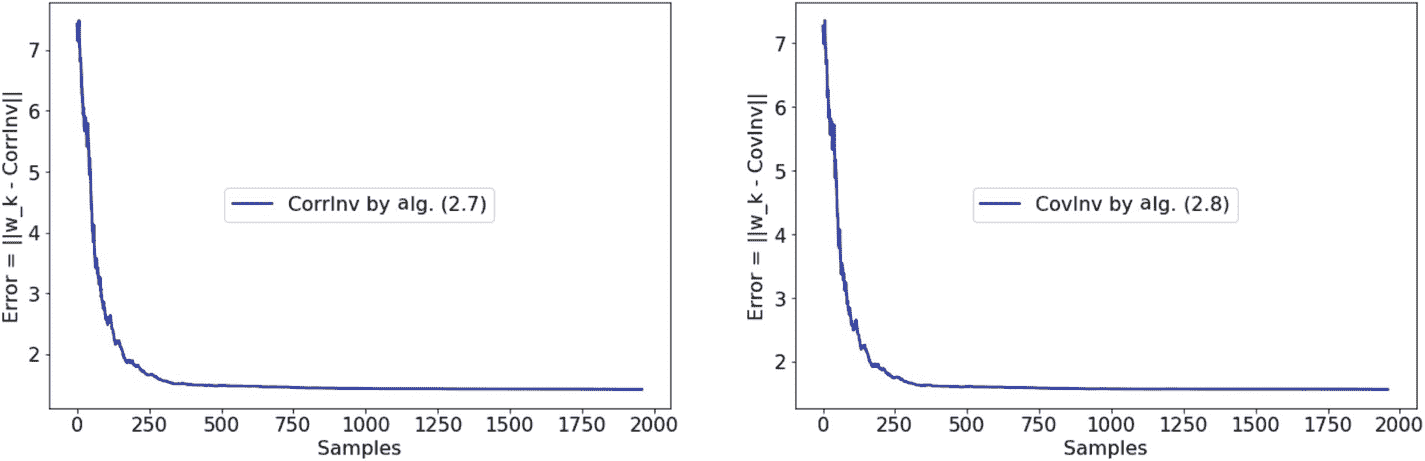 Error = ||w_k - CorrInv||
7
6
5
4
3
2
CorrInv by alg. (2.7)
0 250 500 750 1000 1250 1500 1750 2000
Samples
Error = ||w_k - CovInv||
7
6
5
4
3
2
CovInv by alg. (2.8)
0 250 500 750 1000 1250 1500 1750 2000
Samples